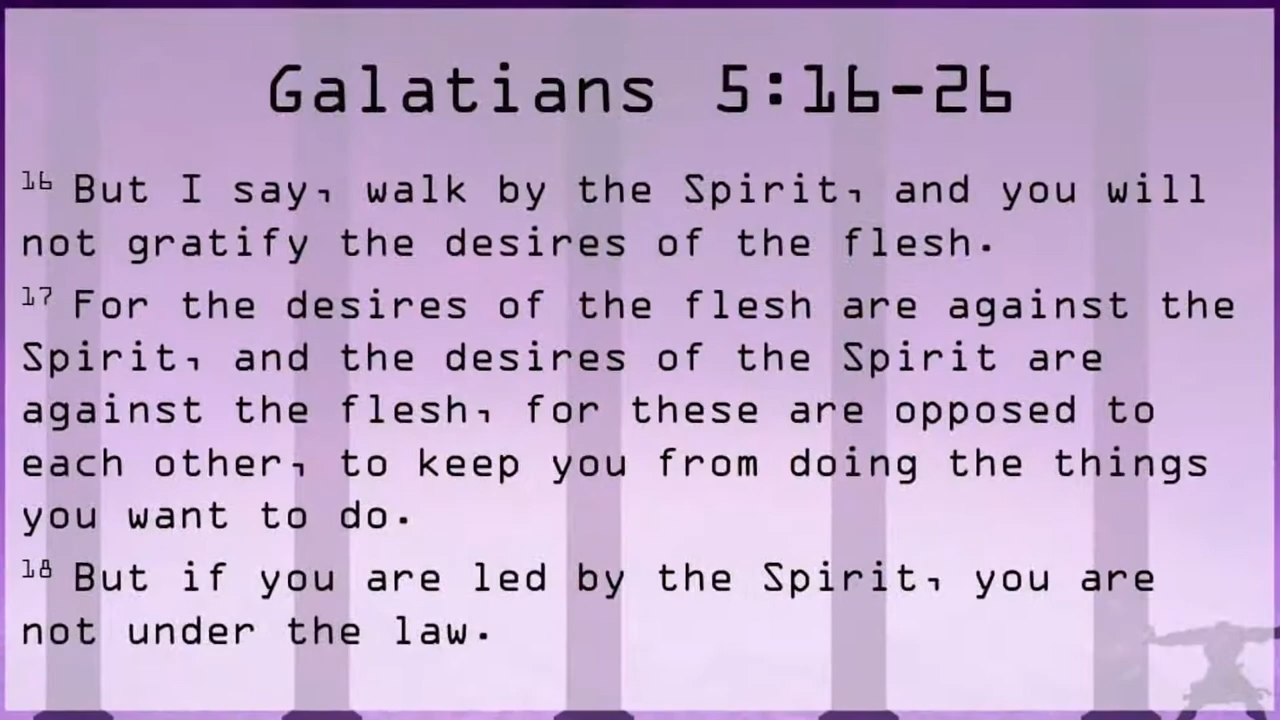 Galatians 5:16-26
16 But I say, walk by the Spirit, and you will
not gratify the desires of the flesh.
17 For the desires of the flesh are against the
Spirit, and the desires of the Spirit are
against the flesh, for these are opposed to
each other, to keep you from doing the things
you want to do.
18 But if you are led by the Spirit, you are
not under the law.